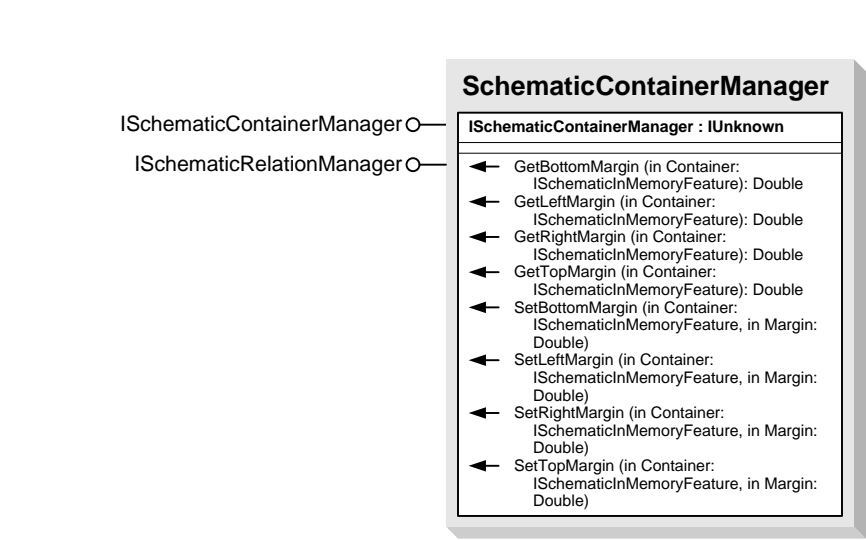 SchematicContainerManager
ISchematicContainerManager
ISchematicContainerManager : IUnknown
ISchematicRelationManager
GetBottomMargin (in Container:
ISchematicInMemoryFeature): Double
GetLeftMargin (in Container:
ISchematicInMemoryFeature): Double
GetRightMargin (in Container:
ISchematicInMemoryFeature): Double
GetTopMargin (in Container:
ISchematicInMemoryFeature): Double
SetBottomMargin (in Container:
ISchematicInMemoryFeature, in Margin:
Double)
SetLeftMargin (in Container:
ISchematicInMemoryFeature, in Margin:
Double)
SetRightMargin (in Container:
ISchematicInMemoryFeature, in Margin:
Double)
SetTopMargin (in Container:
ISchematicInMemoryFeature, in Margin:
Double)